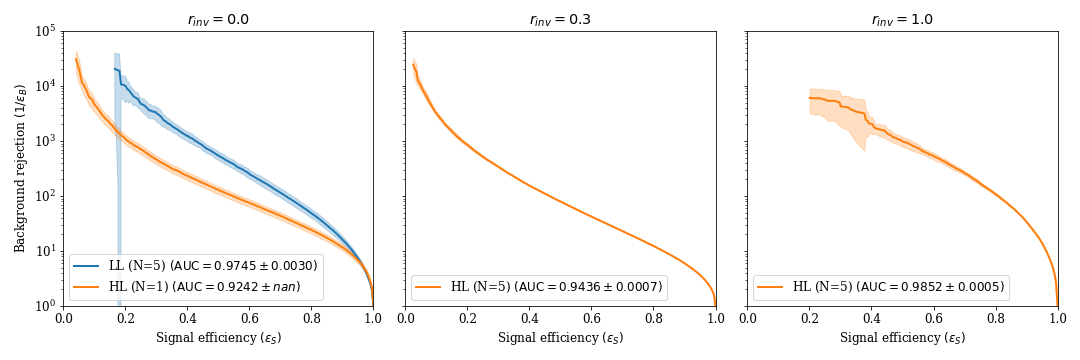 r_inv = 0.0
r_inv = 0.3
r_inv = 1.0
Background rejection (1/ε_B)
10^5
10^4
10^3
10^2
10^1
10^0
LL (N=5) (AUC = 0.9745 ± 0.0030)
HL (N=1) (AUC = 0.9242 ± nan)
HL (N=5) (AUC = 0.9436 ± 0.0007)
HL (N=5) (AUC = 0.9852 ± 0.0005)
0.0 0.2 0.4 0.6 0.8 1.0
0.0 0.2 0.4 0.6 0.8 1.0
0.0 0.2 0.4 0.6 0.8 1.0
Signal efficiency (ε_S)
Signal efficiency (ε_S)
Signal efficiency (ε_S)